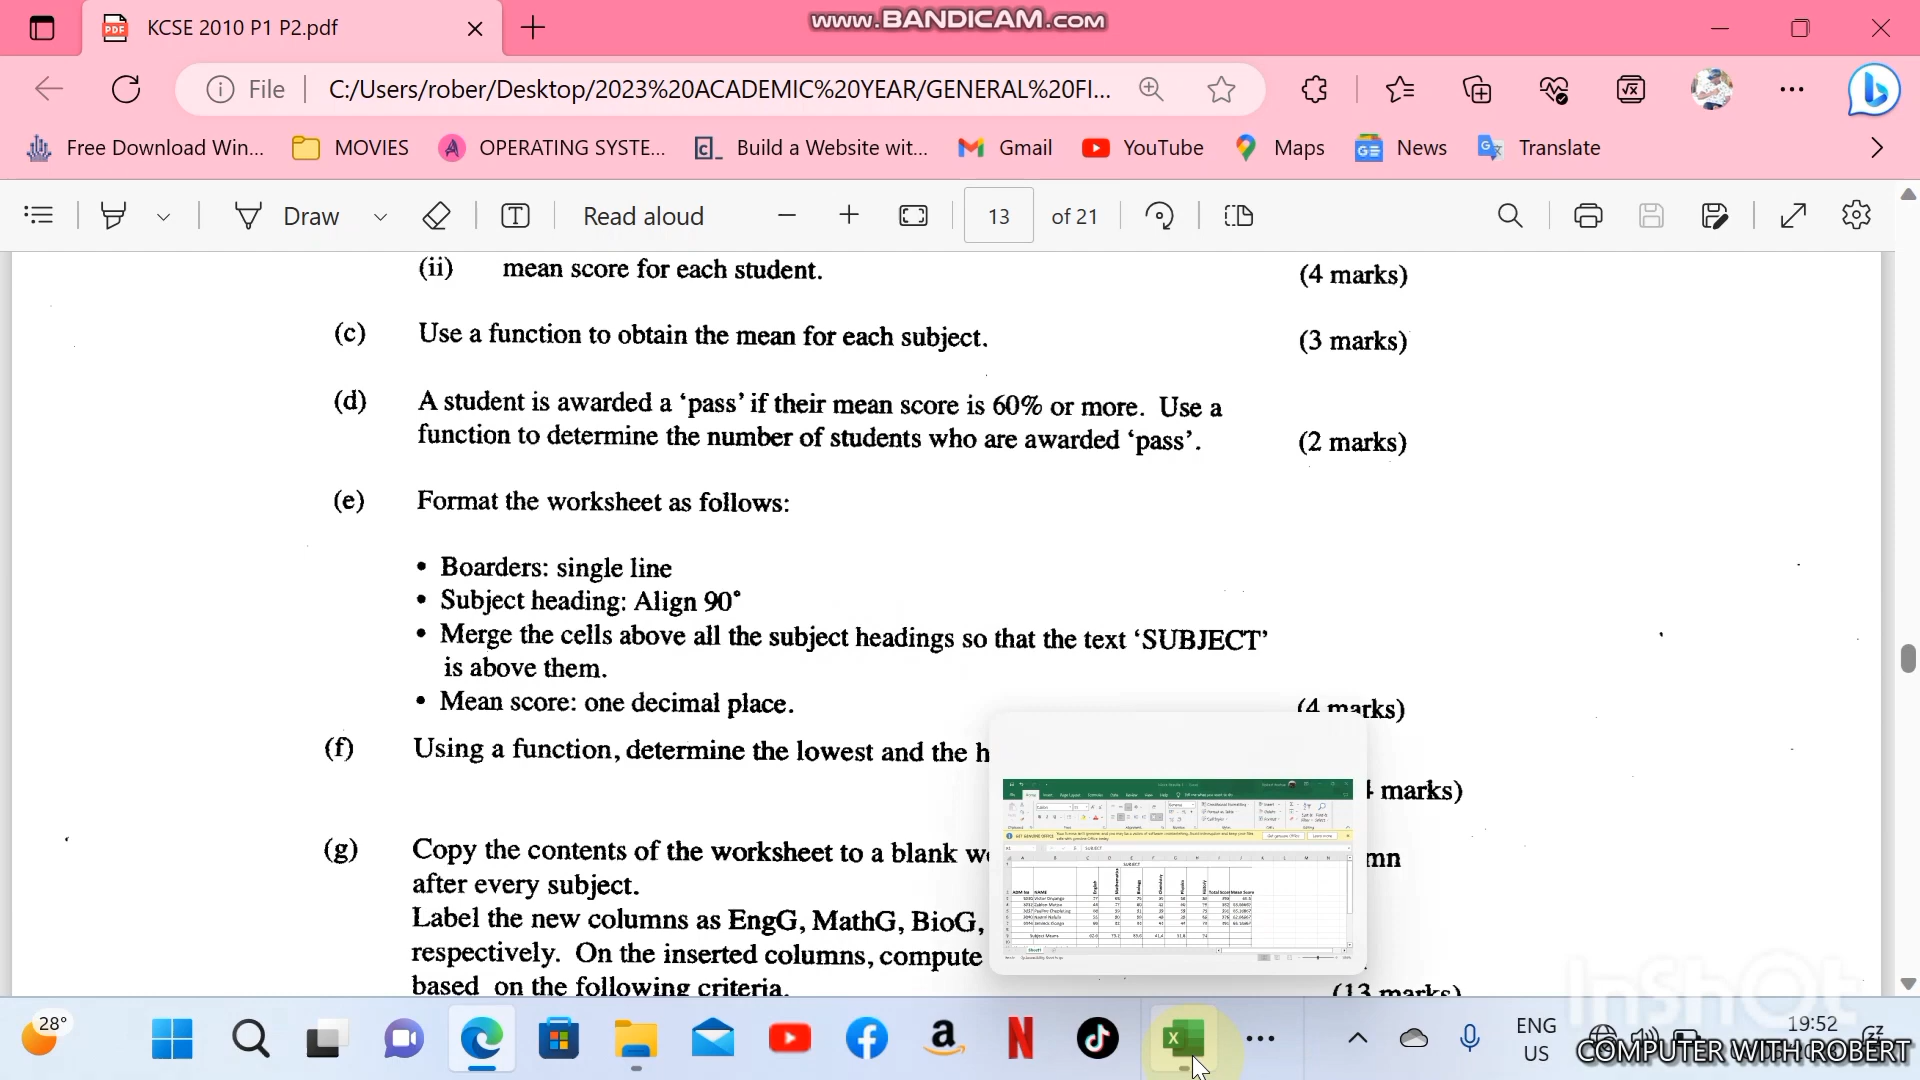 KCSE 2010 P1 P2.pdf
www.BANDICAM.com
File
C:/Users/rober/Desktop/2023%20ACADEMIC%20YEAR/GENERAL%20FI...
Free Download Win...
MOVIES
OPERATING SYSTE...
Build a Website wit...
Gmail
YouTube
Maps
News
Translate
Draw
Read aloud
13
of 21
(ii) mean score for each student. (4 marks)
(c) Use a function to obtain the mean for each subject. (3 marks)
(d) A student is awarded a ‘pass’ if their mean score is 60% or more. Use a
function to determine the number of students who are awarded ‘pass’. (2 marks)
(e) Format the worksheet as follows:
• Boarders: single line
• Subject heading: Align 90°
• Merge the cells above all the subject headings so that the text ‘SUBJECT’
is above them.
• Mean score: one decimal place. (4 marks)
(f) Using a function, determine the lowest and the h
4 marks)
(g) Copy the contents of the worksheet to a blank w
mn
after every subject.
Label the new columns as EngG, MathG, BioG,
respectively. On the inserted columns, compute
based on the following criteria. (13 marks)
InShOt
28°
ENG
US
19:52
COMPUTER WITH ROBERT